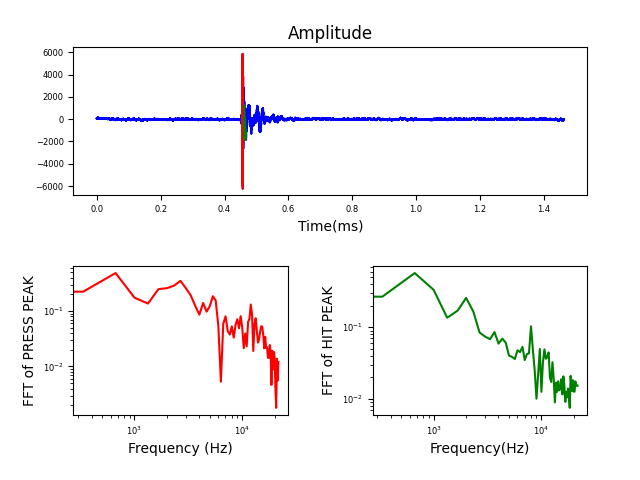 Amplitude
6000
4000
2000
0
−2000
−4000
−6000
0.0 0.2 0.4 0.6 0.8 1.0 1.2 1.4
Time(ms)
FFT of PRESS PEAK
10⁻¹
10⁻²
10³ 10⁴
Frequency (Hz)
FFT of HIT PEAK
10⁻¹
10⁻²
10³ 10⁴
Frequency(Hz)